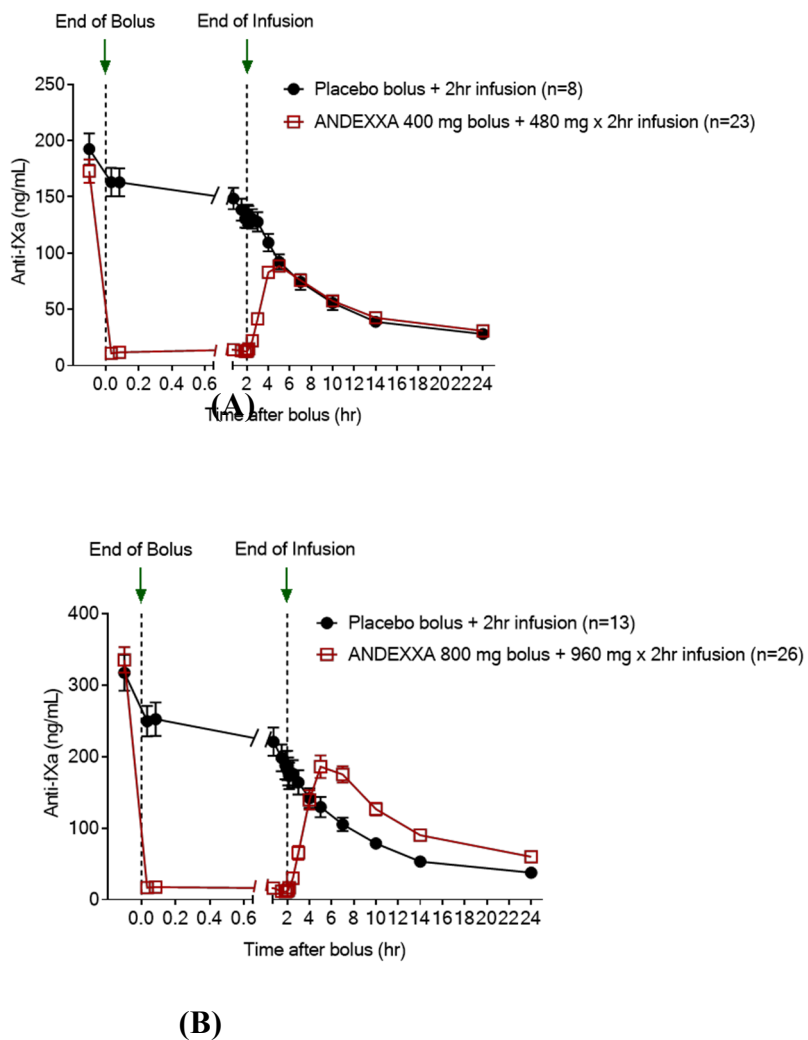 End of Bolus End of Infusion
Placebo bolus + 2hr infusion (n=8)
ANDEXXA 400 mg bolus + 480 mg x 2hr infusion (n=23)
Anti-fXa (ng/mL)
250
200
150
100
50
0
0.0 0.2 0.4 0.6 2 4 6 8 10 12 14 16 18 20 22 24
Time after bolus (hr)
(A)
End of Bolus End of Infusion
Placebo bolus + 2hr infusion (n=13)
ANDEXXA 800 mg bolus + 960 mg x 2hr infusion (n=26)
Anti-fXa (ng/mL)
400
300
200
100
0
0.0 0.2 0.4 0.6 2 4 6 8 10 12 14 16 18 20 22 24
Time after bolus (hr)
(B)